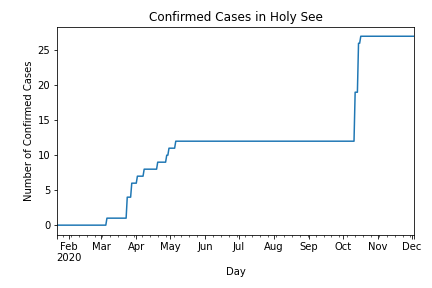 Confirmed Cases in Holy See
Number of Confirmed Cases
25
20
15
10
5
0
Feb Mar Apr May Jun Jul Aug Sep Oct Nov Dec
2020
Day